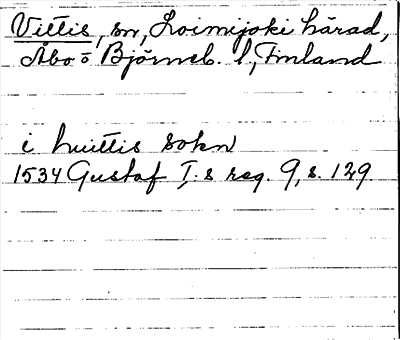 Vittis, sn, Loimijoki härad,
Åbo o Björneb. l, Finland
i huittis sokn
1534 Gustaf I:s reg. 9, s. 129.